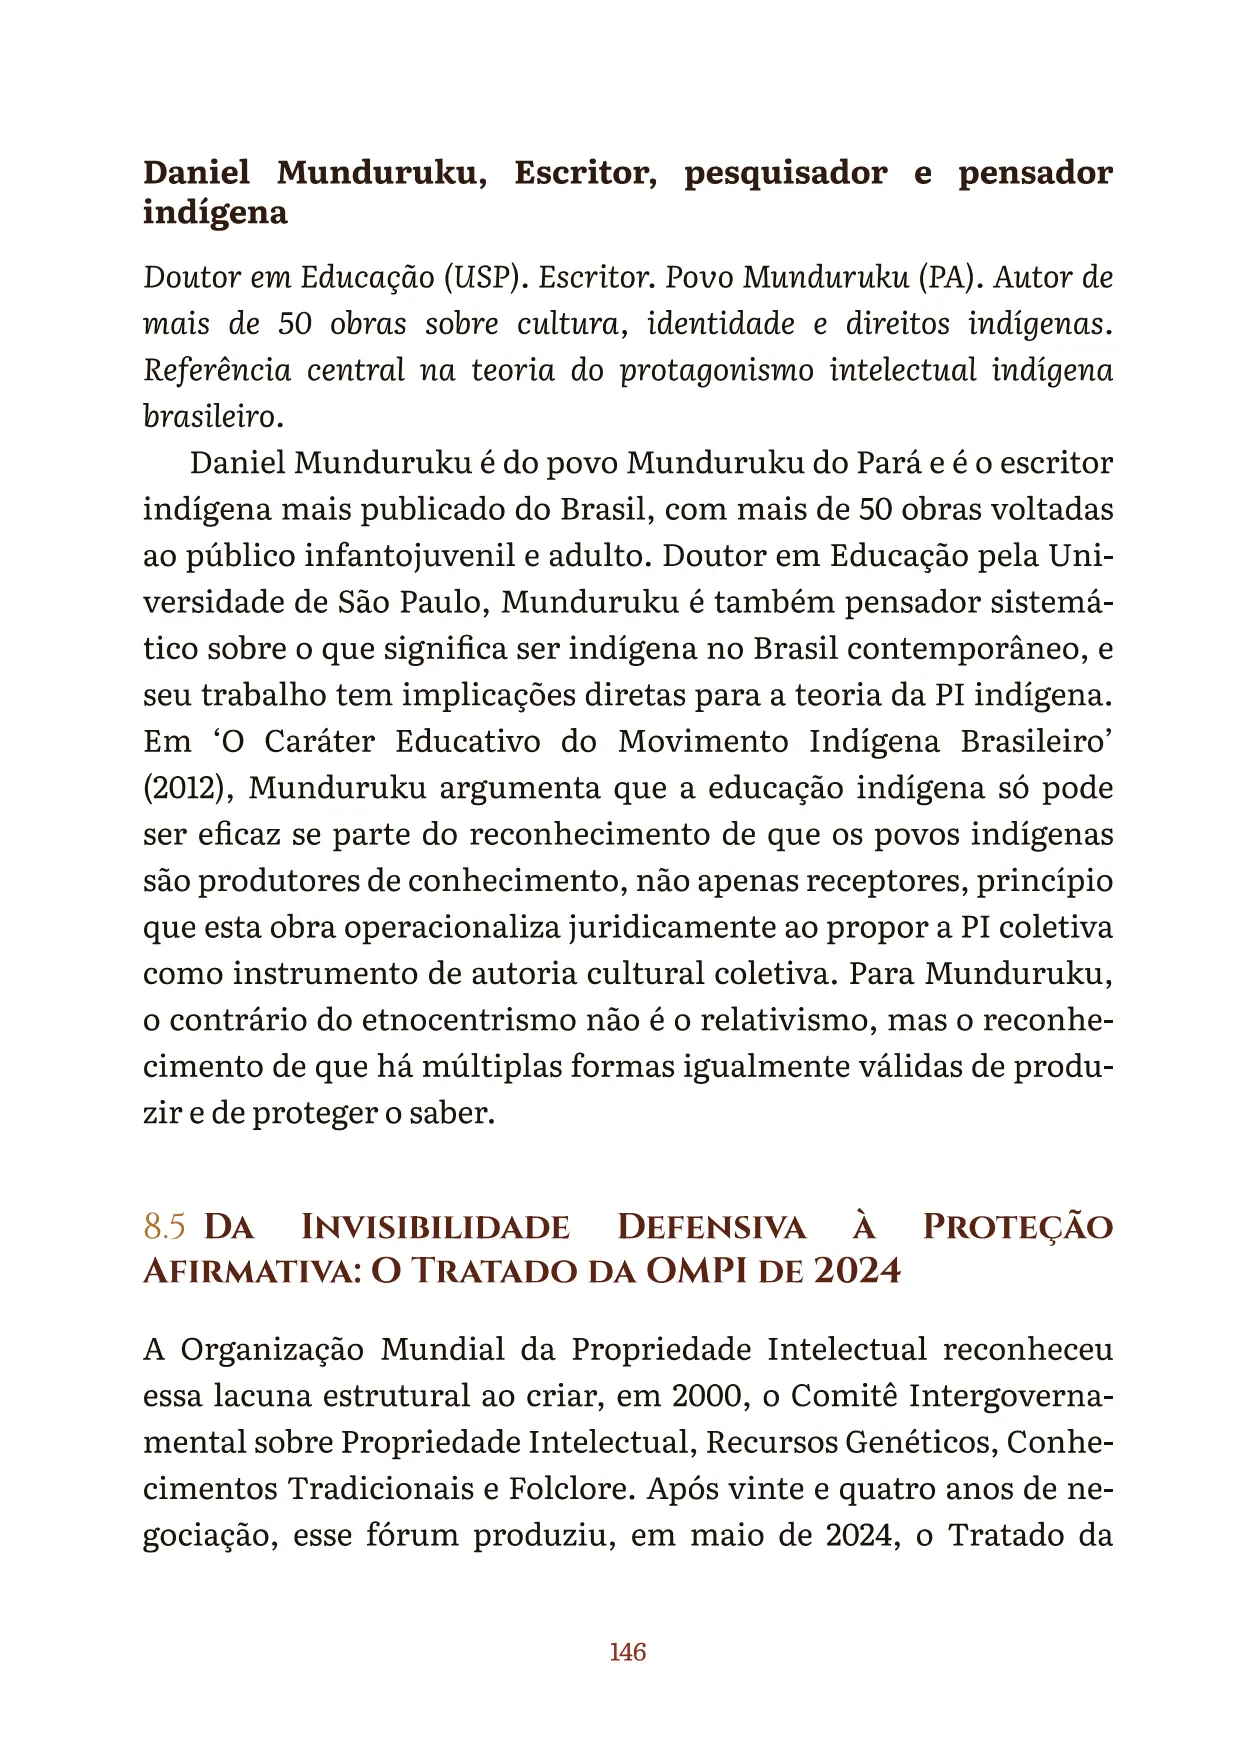 Daniel Munduruku, Escritor, pesquisador e pensador
indígena
Doutor em Educação (USP). Escritor. Povo Munduruku (PA). Autor de
mais de 50 obras sobre cultura, identidade e direitos indígenas.
Referência central na teoria do protagonismo intelectual indígena
brasileiro.
Daniel Munduruku é do povo Munduruku do Pará e é o escritor
indígena mais publicado do Brasil, com mais de 50 obras voltadas
ao público infantojuvenil e adulto. Doutor em Educação pela Uni-
versidade de São Paulo, Munduruku é também pensador sistemá-
tico sobre o que significa ser indígena no Brasil contemporâneo, e
seu trabalho tem implicações diretas para a teoria da PI indígena.
Em ‘O Caráter Educativo do Movimento Indígena Brasileiro’
(2012), Munduruku argumenta que a educação indígena só pode
ser eficaz se parte do reconhecimento de que os povos indígenas
são produtores de conhecimento, não apenas receptores, princípio
que esta obra operacionaliza juridicamente ao propor a PI coletiva
como instrumento de autoria cultural coletiva. Para Munduruku,
o contrário do etnocentrismo não é o relativismo, mas o reconhe-
cimento de que há múltiplas formas igualmente válidas de produ-
zir e de proteger o saber.
8.5 Da Invisibilidade Defensiva à Proteção
Afirmativa: O Tratado da OMPI de 2024
A Organização Mundial da Propriedade Intelectual reconheceu
essa lacuna estrutural ao criar, em 2000, o Comitê Intergoverna-
mental sobre Propriedade Intelectual, Recursos Genéticos, Conhe-
cimentos Tradicionais e Folclore. Após vinte e quatro anos de ne-
gociação, esse fórum produziu, em maio de 2024, o Tratado da
146